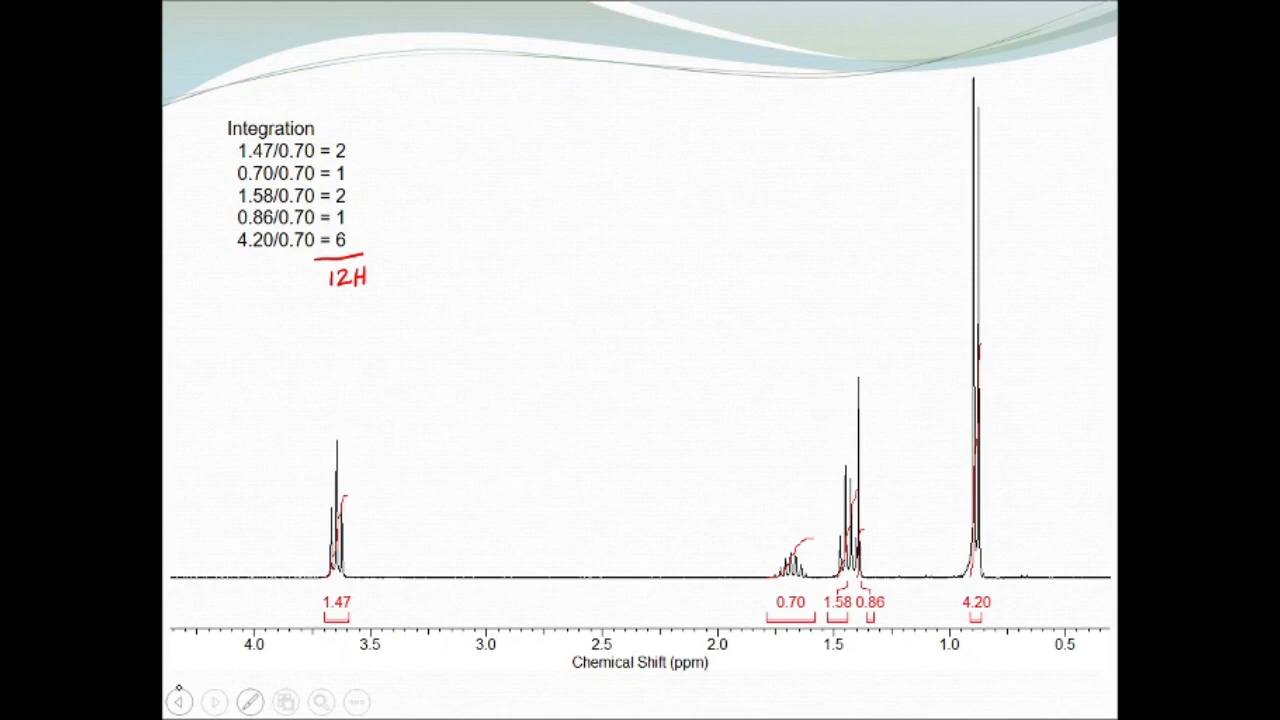 Integration
1.47/0.70 = 2
0.70/0.70 = 1
1.58/0.70 = 2
0.86/0.70 = 1
4.20/0.70 = 6
12H
1.47 0.70 1.58 0.86 4.20
4.0 3.5 3.0 2.5 2.0 1.5 1.0 0.5
Chemical Shift (ppm)